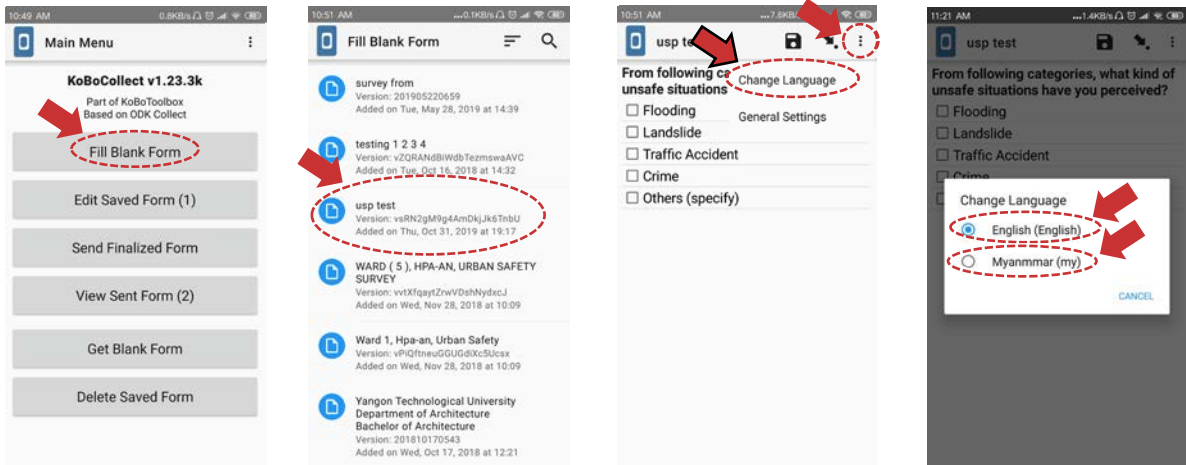 10:49 AM 0.8KB/s
Main Menu
KoBoCollect v1.23.3k
Part of KoBoToolbox
Based on ODK Collect
Fill Blank Form
Edit Saved Form (1)
Send Finalized Form
View Sent Form (2)
Get Blank Form
Delete Saved Form
10:51 AM ...0.1KB/s
Fill Blank Form
survey from
Version: 201905220659
Added on Tue, May 28, 2019 at 14:39
testing 1 2 3 4
Version: vZQRANdBiWdbTezmswaAVC
Added on Tue, Oct 16, 2018 at 14:32
usp test
Version: vsRN2gM9g4AmDkjJk6TnbU
Added on Thu, Oct 31, 2019 at 19:17
WARD ( 5 ), HPA-AN, URBAN SAFETY
SURVEY
Version: vvtXfqaytZrwVDshNydxcJ
Added on Wed, Nov 28, 2018 at 10:09
Ward 1, Hpa-an, Urban Safety
Version: vPiQftneuGGUGdiXc5Ucsx
Added on Wed, Nov 28, 2018 at 10:09
Yangon Technological University
Department of Architecture
Bachelor of Architecture
Version: 201810170543
Added on Wed, Oct 17, 2018 at 12:21
10:51 AM ...7.6KB/
usp te
From following ca
unsafe situations
Change Language
General Settings
Flooding
Landslide
Traffic Accident
Crime
Others (specify)
11:21 AM ...1.4KB/s
usp test
From following categories, what kind of
unsafe situations have you perceived?
Flooding
Landslide
Traffic Accident
Crime
Change Language
English (English)
Myanmmar (my)
CANCEL